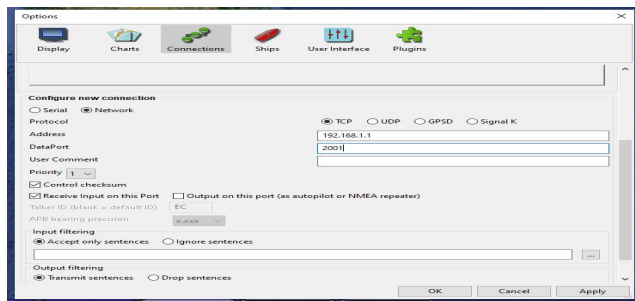 Options
Display Charts Connections Ships User Interface Plugins
Configure new connection
Serial Network
Protocol TCP UDP GPSD Signal K
Address 192.168.1.1
DataPort 2001
User Comment
Priority 1
Control checksum
Receive Input on this Port Output on this port (as autopilot or NMEA repeater)
Talker ID (blank = default ID) EC
APB bearing precision x.xxx
Input filtering
Accept only sentences Ignore sentences
...
Output filtering
Transmit sentences Drop sentences
OK Cancel Apply